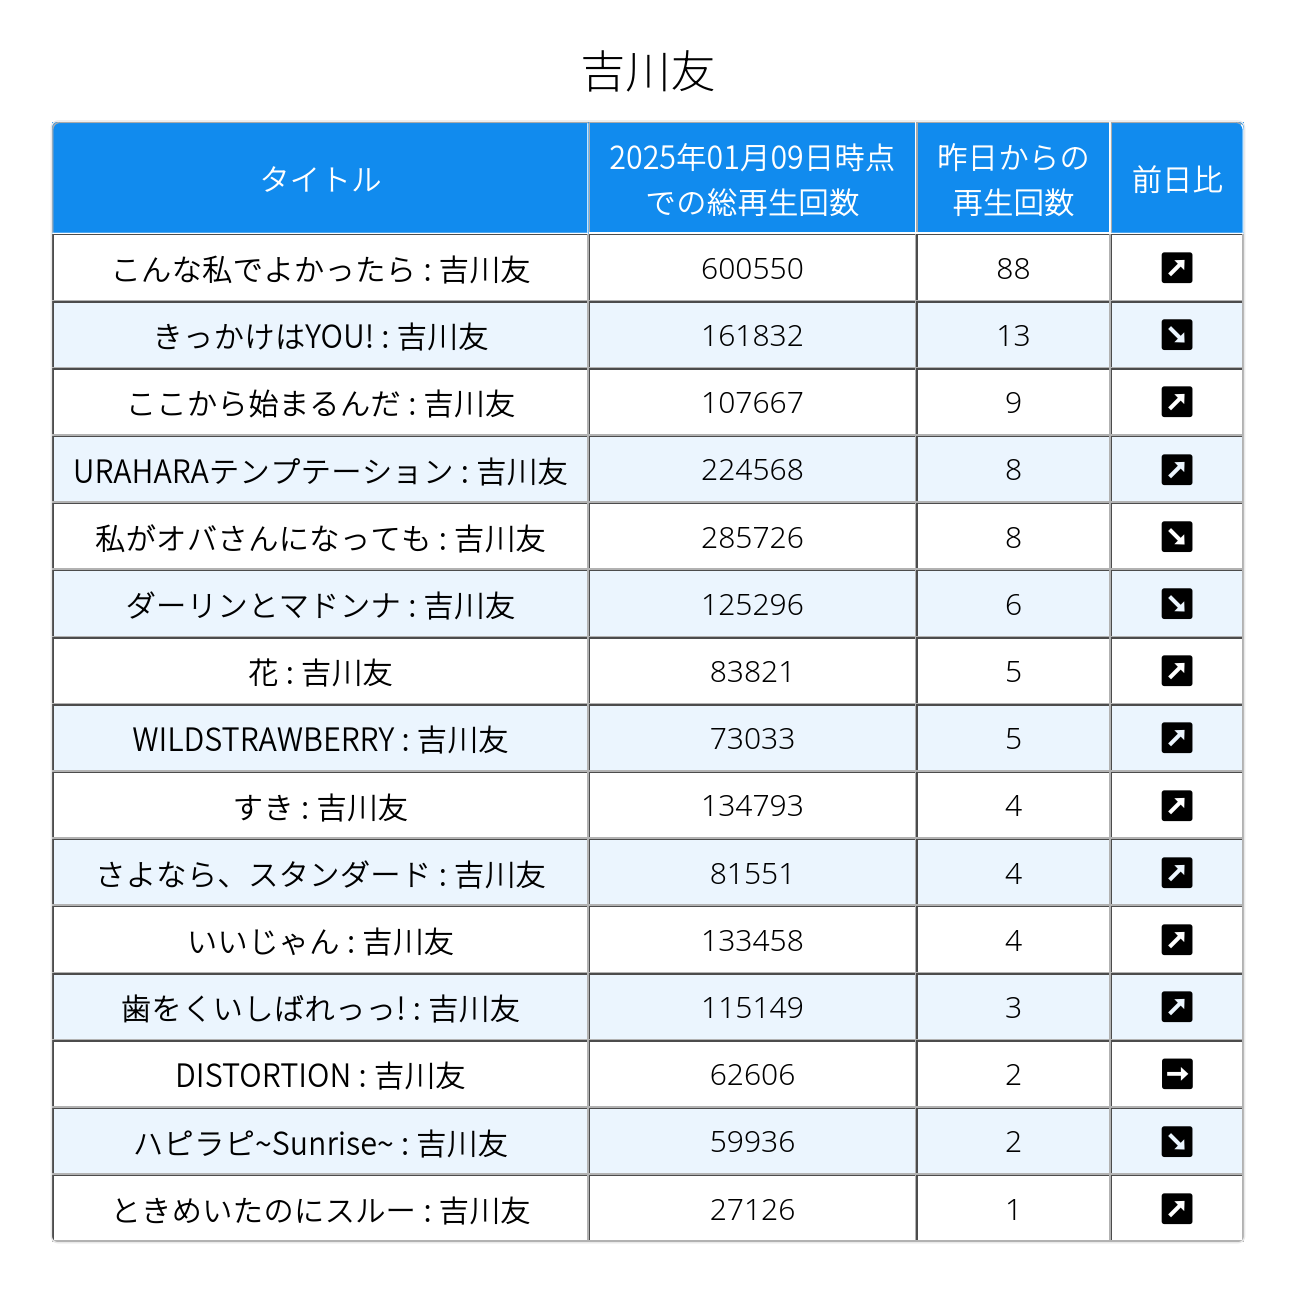 吉川友
タイトル
2025年01月09日時点
での総再生回数
昨日からの
再生回数
前日比
こんな私でよかったら : 吉川友 600550 88 ↗
きっかけはYOU! : 吉川友 161832 13 ↘
ここから始まるんだ : 吉川友 107667 9 ↗
URAHARAテンプテーション : 吉川友 224568 8 ↗
私がオバさんになっても : 吉川友 285726 8 ↘
ダーリンとマドンナ : 吉川友 125296 6 ↘
花 : 吉川友 83821 5 ↗
WILDSTRAWBERRY : 吉川友 73033 5 ↗
すき : 吉川友 134793 4 ↗
さよなら、スタンダード : 吉川友 81551 4 ↗
いいじゃん : 吉川友 133458 4 ↗
歯をくいしばれっっ! : 吉川友 115149 3 ↗
DISTORTION : 吉川友 62606 2 →
ハピラピ~Sunrise~ : 吉川友 59936 2 ↘
ときめいたのにスルー : 吉川友 27126 1 ↗